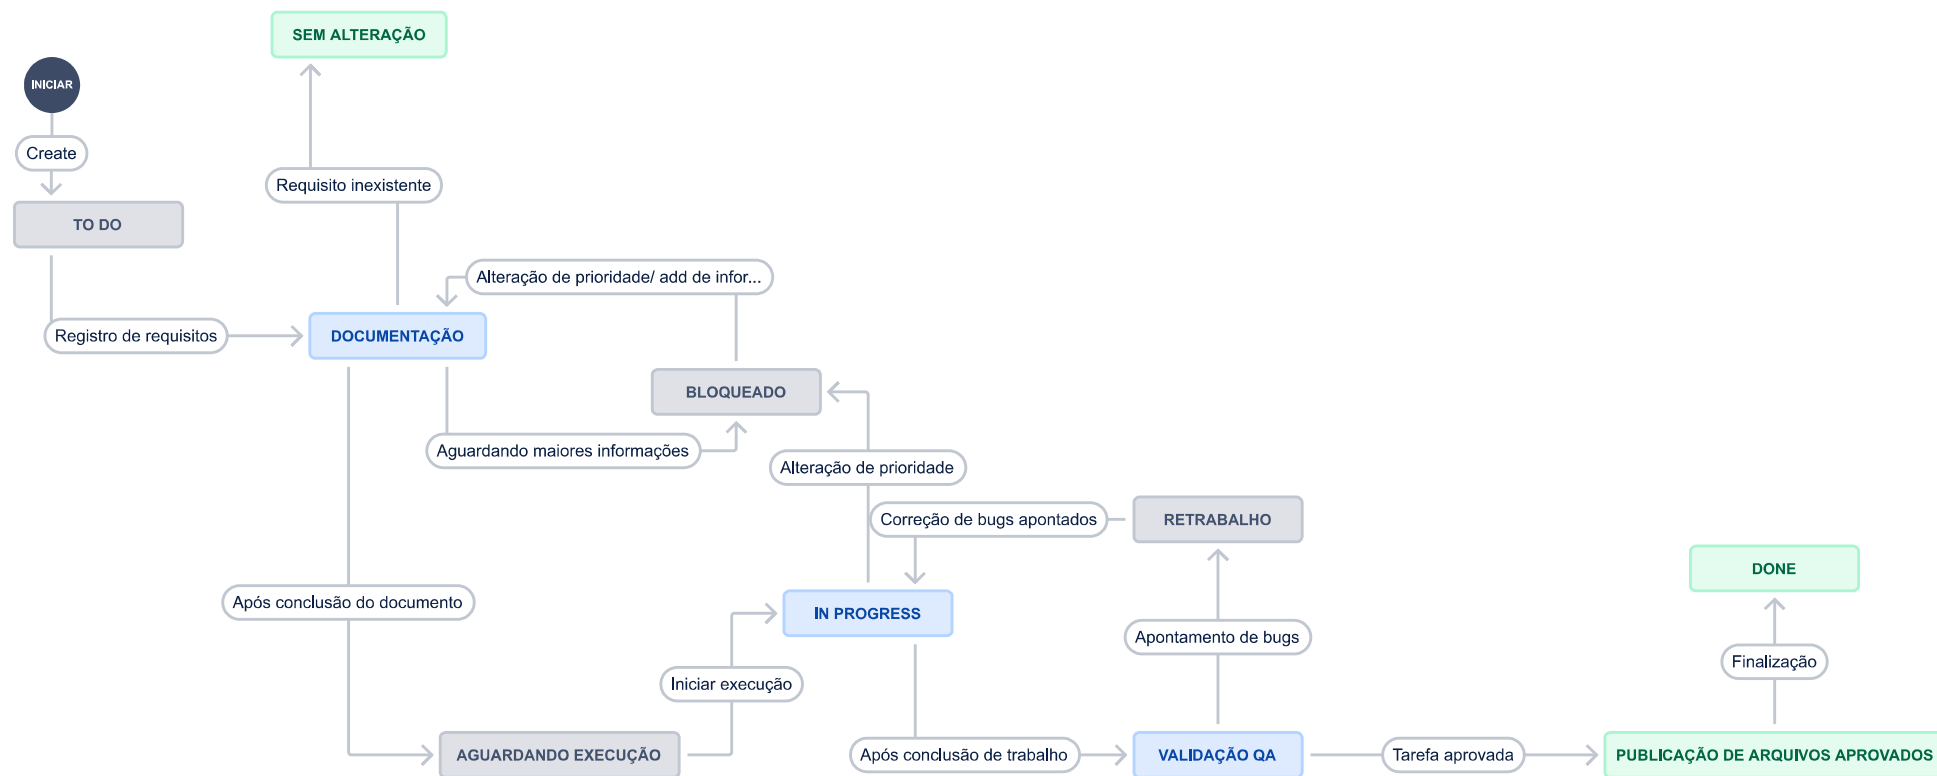 SEM ALTERAÇÃO
INICIAR
Create
Requisito inexistente
TO DO
Alteração de prioridade/ add de infor...
Registro de requisitos
DOCUMENTAÇÃO
BLOQUEADO
Aguardando maiores informações
Alteração de prioridade
Correção de bugs apontados
RETRABALHO
DONE
Após conclusão do documento
IN PROGRESS
Apontamento de bugs
Finalização
Iniciar execução
AGUARDANDO EXECUÇÃO
Após conclusão de trabalho
VALIDAÇÃO QA
Tarefa aprovada
PUBLICAÇÃO DE ARQUIVOS APROVADOS